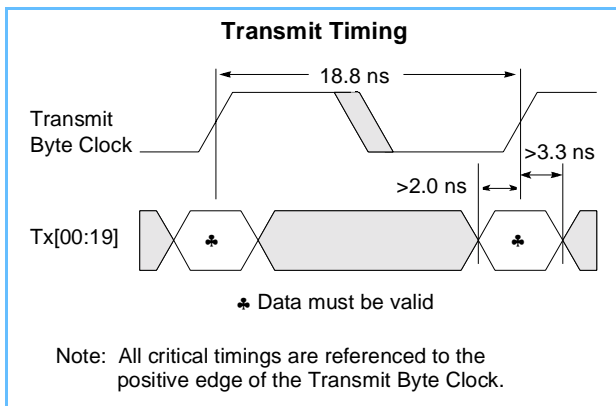 Transmit Timing
18.8 ns
Transmit
Byte Clock
>3.3 ns
>2.0 ns
Tx[00:19]
♣ ♣
♣ Data must be valid
Note: All critical timings are referenced to the
positive edge of the Transmit Byte Clock.